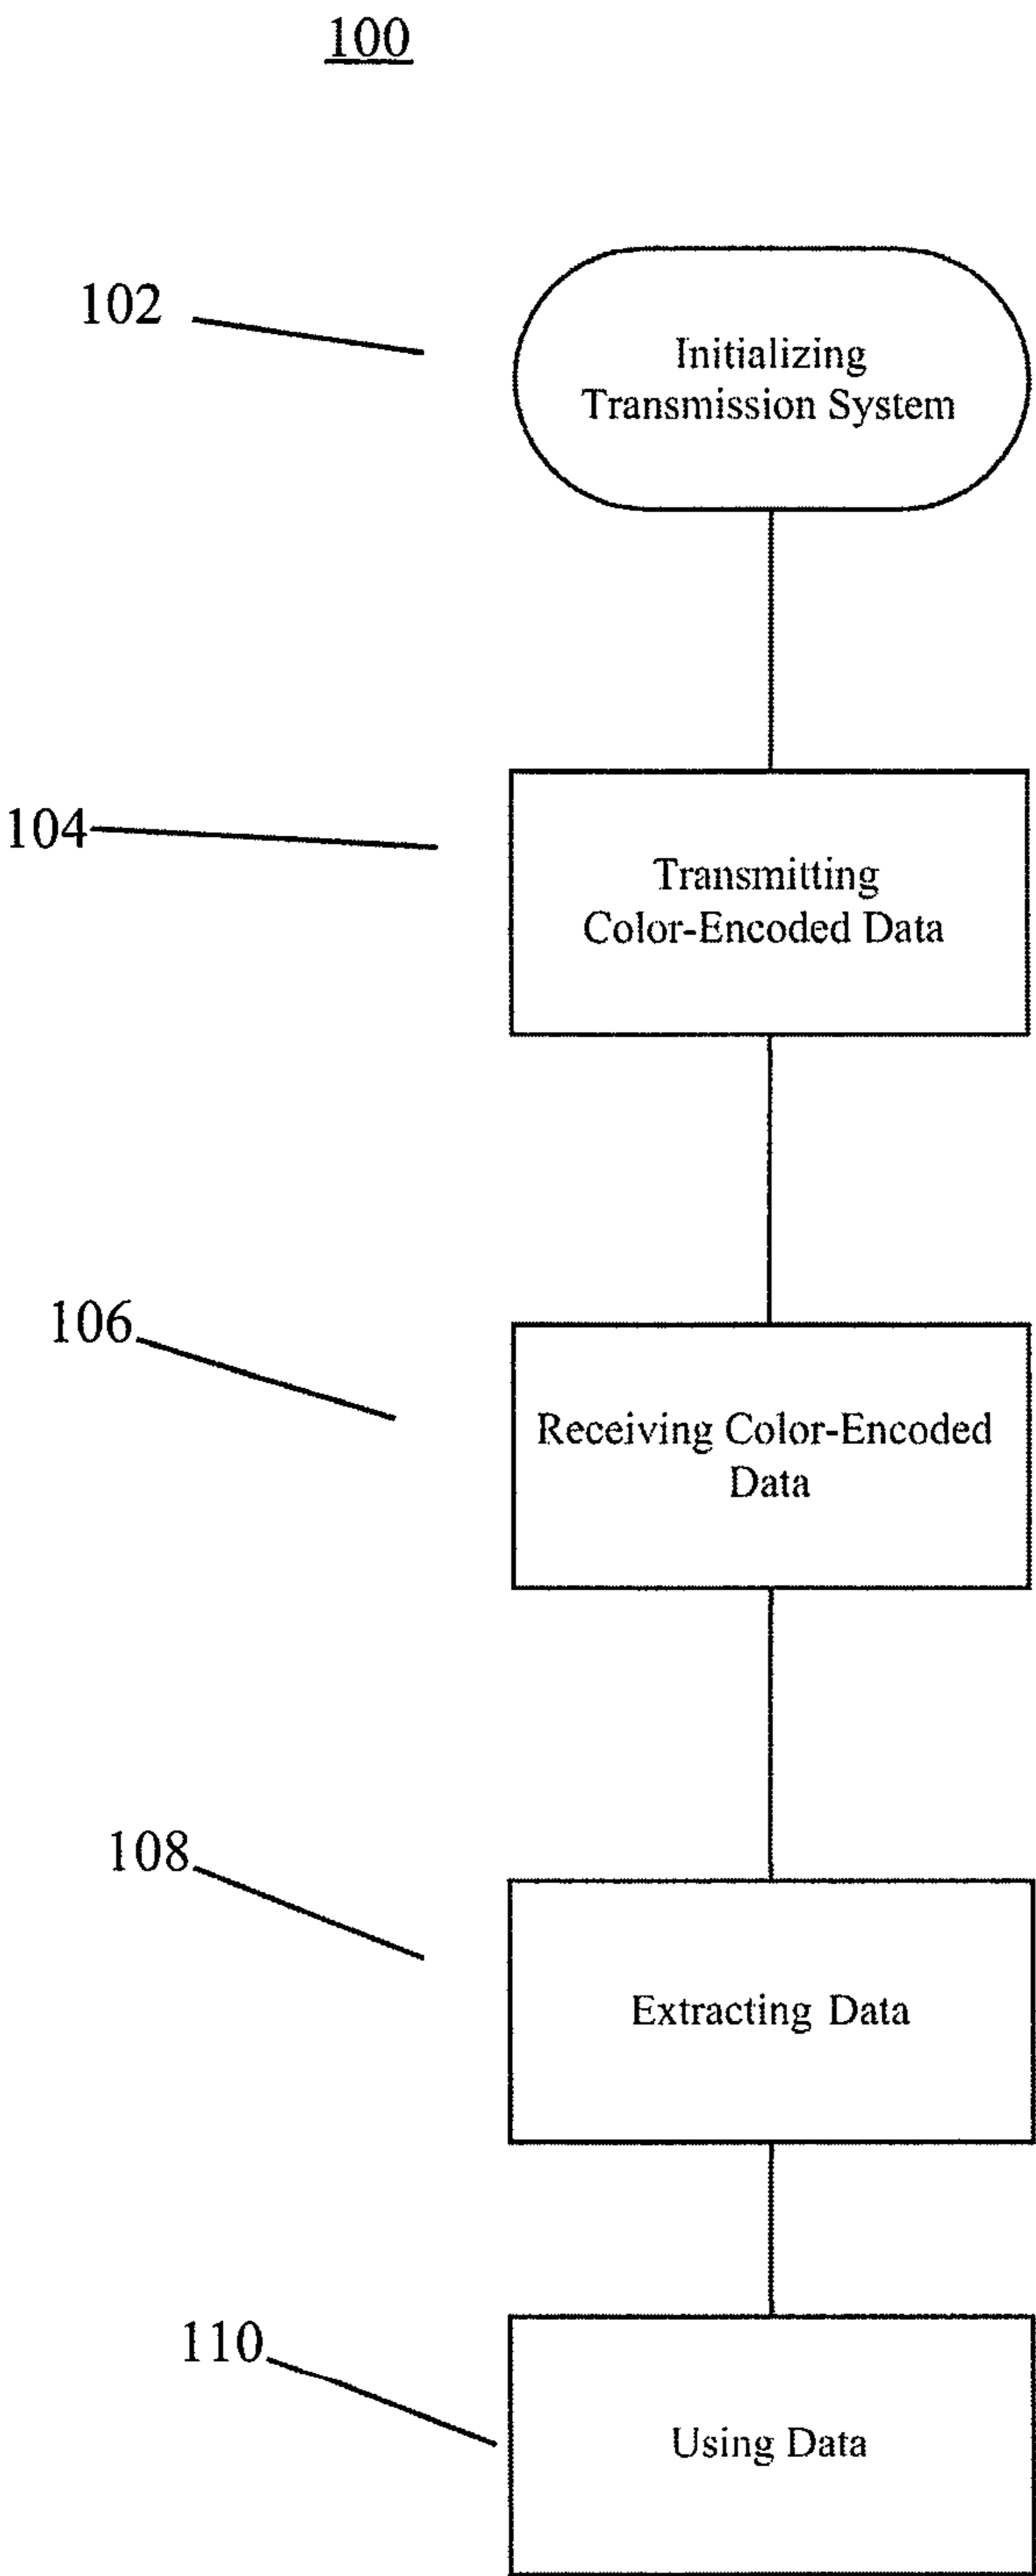 100
102
Initializing
Transmission System
104
Transmitting
Color-Encoded Data
106
Receiving Color-Encoded
Data
108
Extracting Data
110
Using Data